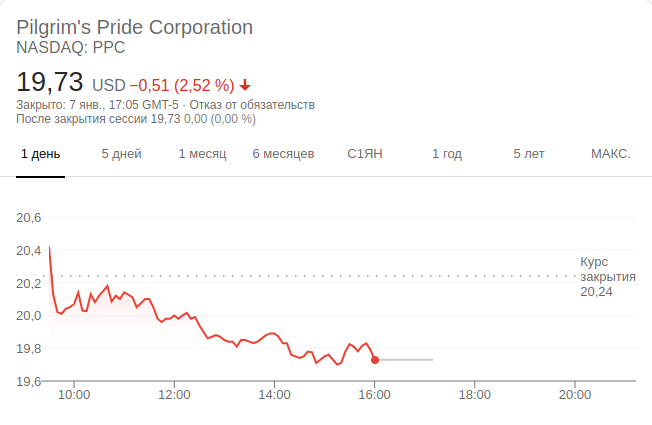 Pilgrim's Pride Corporation
NASDAQ: PPC
19,73 USD −0,51 (2,52 %)
Закрыто: 7 янв., 17:05 GMT-5 · Отказ от обязательств
После закрытия сессии 19,73 0,00 (0,00 %)
1 день 5 дней 1 месяц 6 месяцев С1ЯН 1 год 5 лет МАКС.
20,6
20,4
Курс
закрытия
20,24
20,2
20,0
19,8
19,6
10:00 12:00 14:00 16:00 18:00 20:00